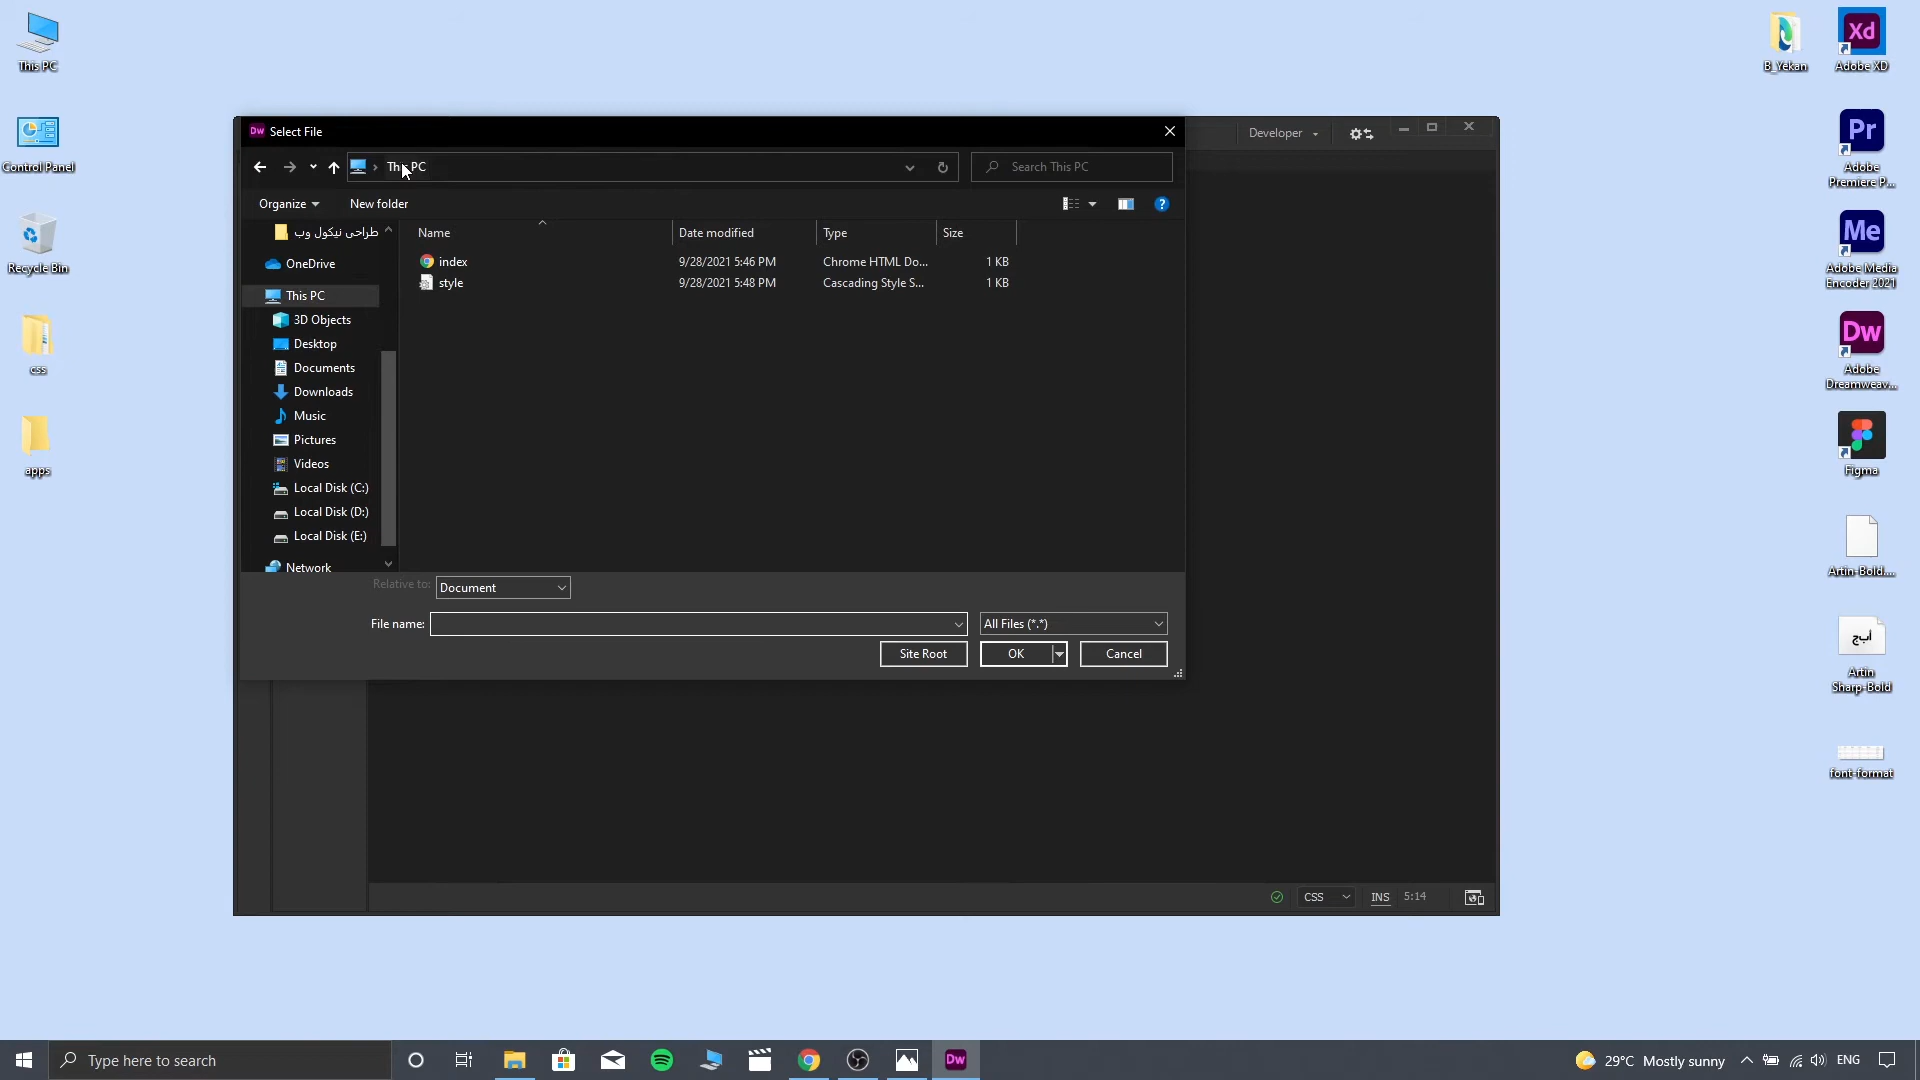 This PC
Control Panel
Recycle Bin
css
apps
B_Yekan
Xd
Adobe XD
Pr
Adobe
Premiere P...
Me
Adobe Media
Encoder 2021
Dw
Adobe
Dreamweav...
Figma
Artin-Bold....
أبج
Artin
Sharp-Bold
font-format
Dw Select File
This PC
Search This PC
Developer
Organize
New folder
?
طراحی نیکول وب
OneDrive
This PC
3D Objects
Desktop
Documents
Downloads
Music
Pictures
Videos
Local Disk (C:)
Local Disk (D:)
Local Disk (E:)
Network
Name Date modified Type Size
index 9/28/2021 5:46 PM Chrome HTML Do... 1 KB
style 9/28/2021 5:48 PM Cascading Style S... 1 KB
Relative to: Document
File name:
All Files (*.*)
Site Root OK Cancel
CSS INS 5:14
Type here to search
Dw
29°C Mostly sunny
ENG